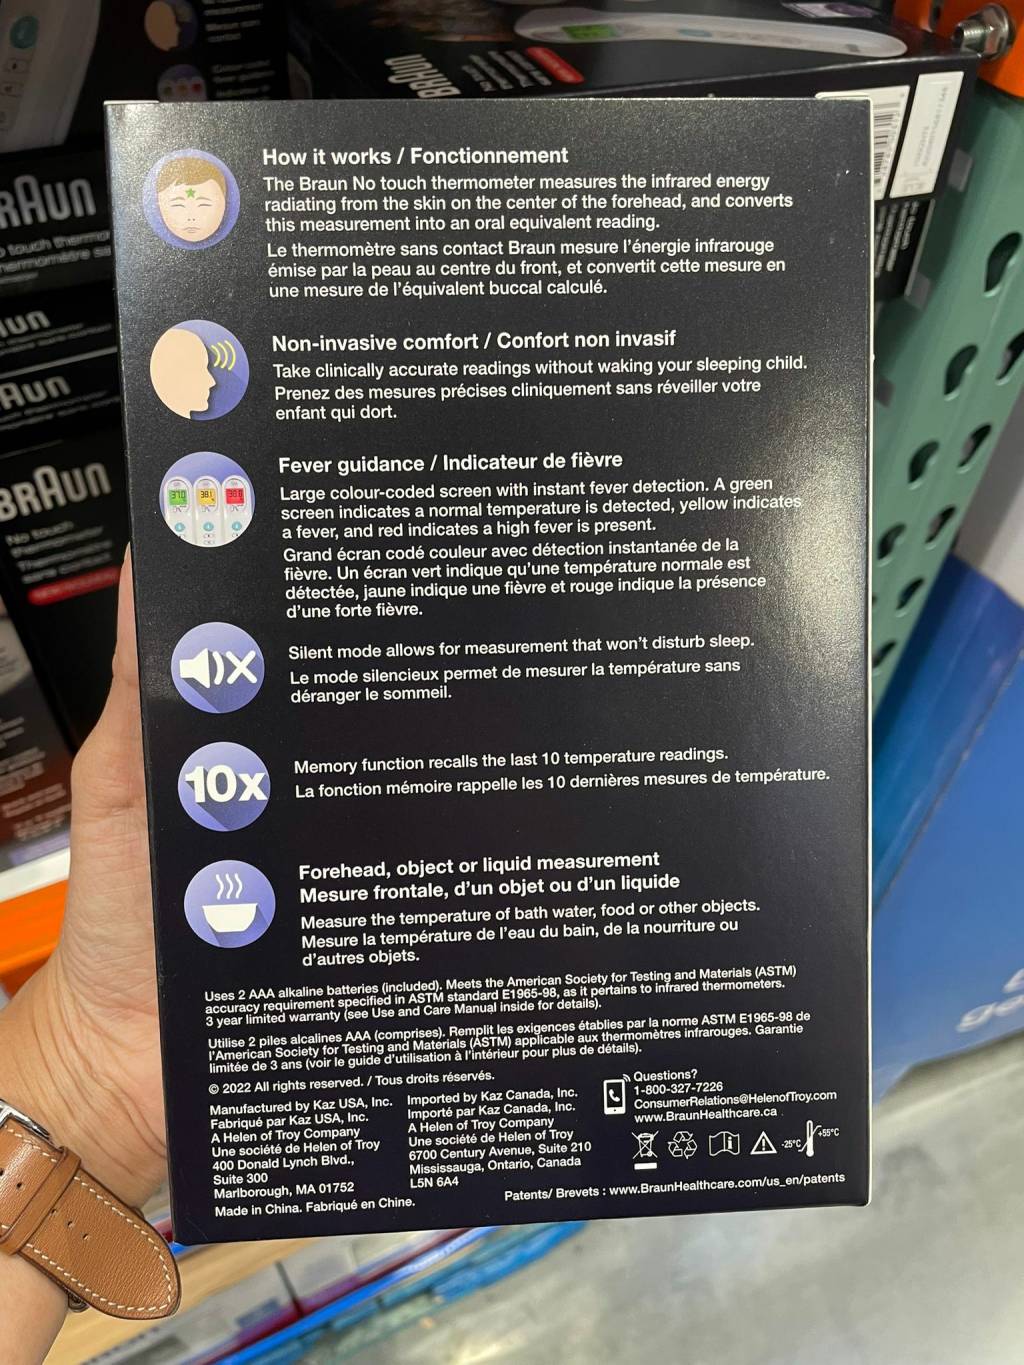 BRAUN
BRAUN
o touch thermo
BRAUN
No touch
How it works / Fonctionnement
The Braun No touch thermometer measures the infrared energy
radiating from the skin on the center of the forehead, and converts
this measurement into an oral equivalent reading.
Le thermomètre sans contact Braun mesure l'énergie infrarouge
émise par la peau au centre du front, et convertit cette mesure en
une mesure de l'équivalent buccal calculé.
Non-invasive comfort / Confort non invasif
Take clinically accurate readings without waking your sleeping child.
Prenez des mesures précises cliniquement sans réveiller votre
enfant qui dort.
37.0 38.1
Fever guidance / Indicateur de fièvre
Large colour-coded screen with instant fever detection. A green
screen indicates a normal temperature is detected, yellow indicates
a fever, and red indicates a high fever is present.
Grand écran codé couleur avec détection instantanée de la
fièvre. Un écran vert indique qu'une température normale est
détectée, jaune indique une fièvre et rouge indique la présence
d'une forte fièvre.
Silent mode allows for measurement that won't disturb sleep.
Le mode silencieux permet de mesurer la température sans
déranger le sommeil.
10x
Memory function recalls the last 10 temperature readings.
La fonction mémoire rappelle les 10 dernières mesures de température.
Forehead, object or liquid measurement
Mesure frontale, d'un objet ou d'un liquide
Measure the temperature of bath water, food or other objects.
Mesure la température de l'eau du bain, de la nourriture ou
d'autres objets.
Uses 2 AAA alkaline batteries (included). Meets the American Society for Testing and Materials (ASTM)
accuracy requirement specified in ASTM standard E1965-98, as it pertains to infrared thermometers.
3 year limited warranty (see Use and Care Manual inside for details).
Utilise 2 piles alcalines AAA (comprises). Remplit les exigences établies par la norme ASTM E1965-98 de
l'American Society for Testing and Materials (ASTM) applicable aux thermomètres infrarouges. Garantie
limitée de 3 ans (voir le guide d'utilisation à l'intérieur pour plus de détails).
© 2022 All rights reserved. / Tous droits réservés.
Manufactured by Kaz USA, Inc.
Fabriqué par Kaz USA, Inc.
A Helen of Troy Company
Une société de Helen of Troy
400 Donald Lynch Blvd.,
Suite 300
Marlborough, MA 01752
Made in China. Fabriqué en Chine.
Imported by Kaz Canada, Inc.
Importé par Kaz Canada, Inc.
A Helen of Troy Company
Une société de Helen of Troy
6700 Century Avenue, Suite 210
Mississauga, Ontario, Canada
L5N 6A4
Questions?
1-800-327-7226
ConsumerRelations@HelenofTroy.com
www.BraunHealthcare.ca
-25°C +55°C
Patents/ Brevets : www.BraunHealthcare.com/us_en/patents